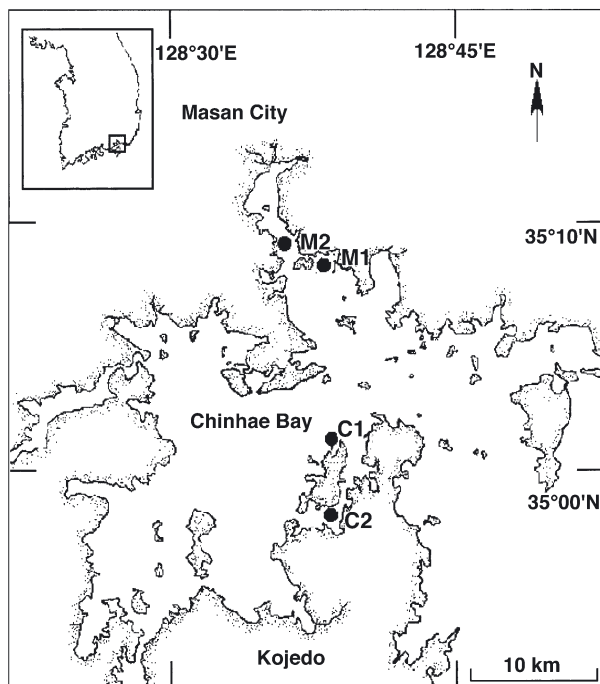 128°30'E
128°45'E
N
Masan City
M2
35°10'N
M1
Chinhae Bay
C1
35°00'N
C2
Kojedo
10 km